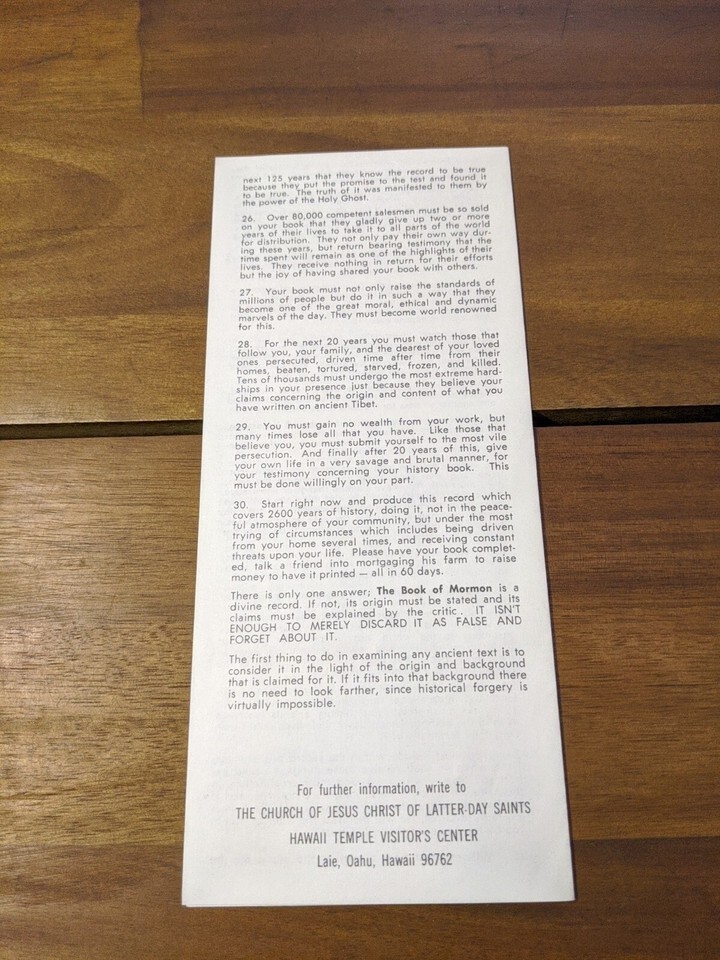 next 125 years that they know the record to be true
because they put the promise to the test and found it
to be true. The truth of it was manifested to them by
the power of the Holy Ghost.
26. Over 80,000 competent salesmen must be so sold
on your book that they gladly give up two or more
years of their lives to take it to all parts of the world
for distribution. They not only pay their own way dur-
ing these years, but return bearing testimony that the
time spent will remain as one of the highlights of their
lives. They receive nothing in return for their efforts
but the joy of having shared your book with others.
27. Your book must not only raise the standards of
millions of people but do it in such a way that they
become one of the great moral, ethical and dynamic
marvels of the day. They must become world renowned
for this.
28. For the next 20 years you must watch those that
follow you, your family, and the dearest of your loved
ones persecuted, driven time after time from their
homes, beaten, tortured, starved, frozen, and killed.
Tens of thousands must undergo the most extreme hard-
ships in your presence just because they believe your
claims concerning the origin and content of what you
have written on ancient Tibet.
29. You must gain no wealth from your work, but
many times lose all that you have. Like those that
believe you, you must submit yourself to the most vile
persecution. And finally after 20 years of this, give
your own life in a very savage and brutal manner, for
your testimony concerning your history book. This
must be done willingly on your part.
30. Start right now and produce this record which
covers 2600 years of history, doing it, not in the peace-
ful atmosphere of your community, but under the most
trying of circumstances which includes being driven
from your home several times, and receiving constant
threats upon your life. Please have your book complet-
ed, talk a friend into mortgaging his farm to raise
money to have it printed — all in 60 days.
There is only one answer; The Book of Mormon is a
divine record. If not, its origin must be stated and its
claims must be explained by the critic. IT ISN'T
ENOUGH TO MERELY DISCARD IT AS FALSE AND
FORGET ABOUT IT.
The first thing to do in examining any ancient text is to
consider it in the light of the origin and background
that is claimed for it. If it fits into that background there
is no need to look farther, since historical forgery is
virtually impossible.
For further information, write to
THE CHURCH OF JESUS CHRIST OF LATTER-DAY SAINTS
HAWAII TEMPLE VISITOR'S CENTER
Laie, Oahu, Hawaii 96762